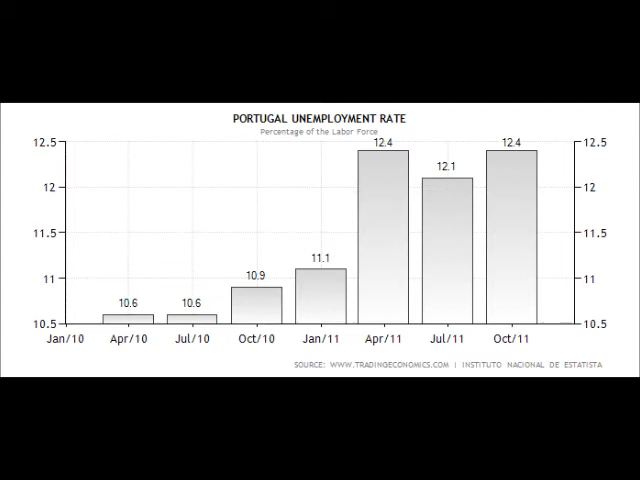 PORTUGAL UNEMPLOYMENT RATE
Percentage of the Labor Force
12.5 12.4 12.4 12.5
12.1
12 12
11.5 11.5
11.1
11 10.9 11
10.6 10.6
10.5 10.5
Jan/10 Apr/10 Jul/10 Oct/10 Jan/11 Apr/11 Jul/11 Oct/11
SOURCE: WWW.TRADINGECONOMICS.COM | INSTITUTO NACIONAL DE ESTATISTA